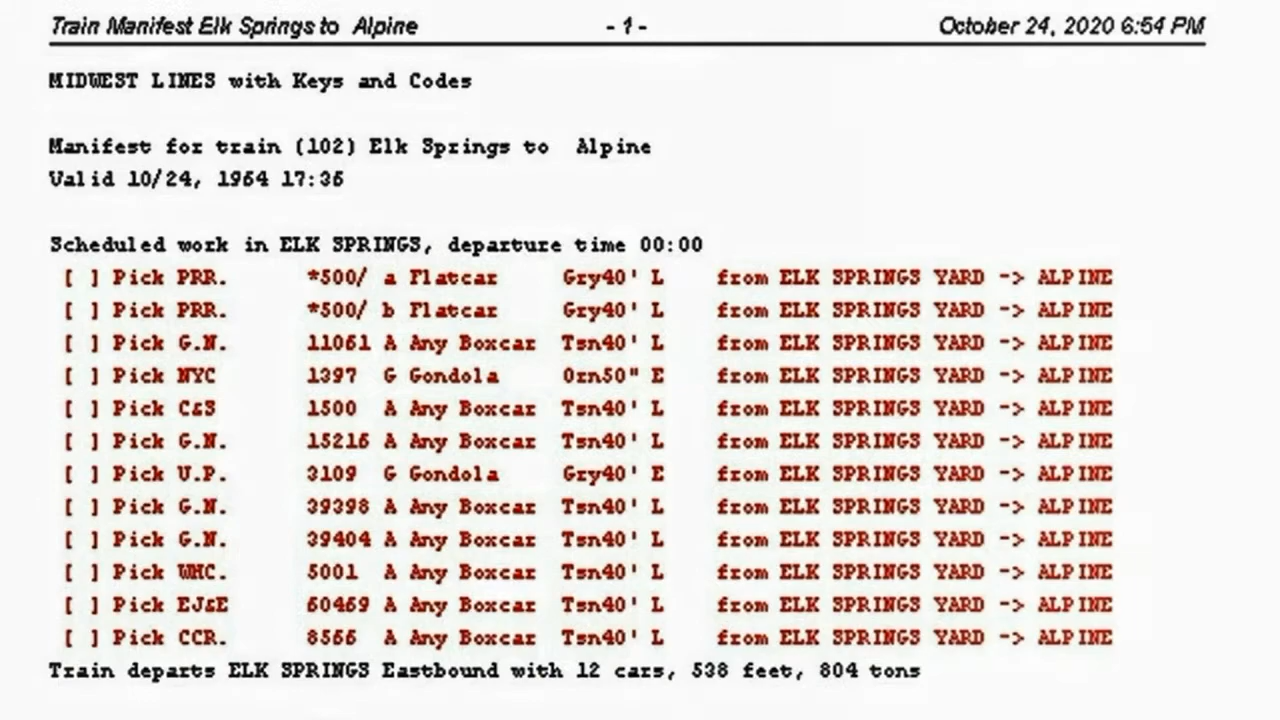 Train Manifest Elk Springs to Alpine - 1 - October 24, 2020 6:54 PM
MIDWEST LINES with Keys and Codes
Manifest for train (102) Elk Springs to Alpine
Valid 10/24, 1964 17:36
Scheduled work in ELK SPRINGS, departure time 00:00
[ ] Pick PRR. *500/ a Flatcar Gry40' L from ELK SPRINGS YARD -> ALPINE
[ ] Pick PRR. *500/ b Flatcar Gry40' L from ELK SPRINGS YARD -> ALPINE
[ ] Pick G.N. 11061 A Any Boxcar Tsn40' L from ELK SPRINGS YARD -> ALPINE
[ ] Pick NYC 1397 G Gondola Orn50" E from ELK SPRINGS YARD -> ALPINE
[ ] Pick C&S 1500 A Any Boxcar Tsn40' L from ELK SPRINGS YARD -> ALPINE
[ ] Pick G.N. 15216 A Any Boxcar Tsn40' L from ELK SPRINGS YARD -> ALPINE
[ ] Pick U.P. 3109 G Gondola Gry40' E from ELK SPRINGS YARD -> ALPINE
[ ] Pick G.N. 39398 A Any Boxcar Tsn40' L from ELK SPRINGS YARD -> ALPINE
[ ] Pick G.N. 39404 A Any Boxcar Tsn40' L from ELK SPRINGS YARD -> ALPINE
[ ] Pick WHC. 5001 A Any Boxcar Tsn40' L from ELK SPRINGS YARD -> ALPINE
[ ] Pick EJ&E 60469 A Any Boxcar Tsn40' L from ELK SPRINGS YARD -> ALPINE
[ ] Pick CCR. 8566 A Any Boxcar Tsn40' L from ELK SPRINGS YARD -> ALPINE
Train departs ELK SPRINGS Eastbound with 12 cars, 538 feet, 804 tons